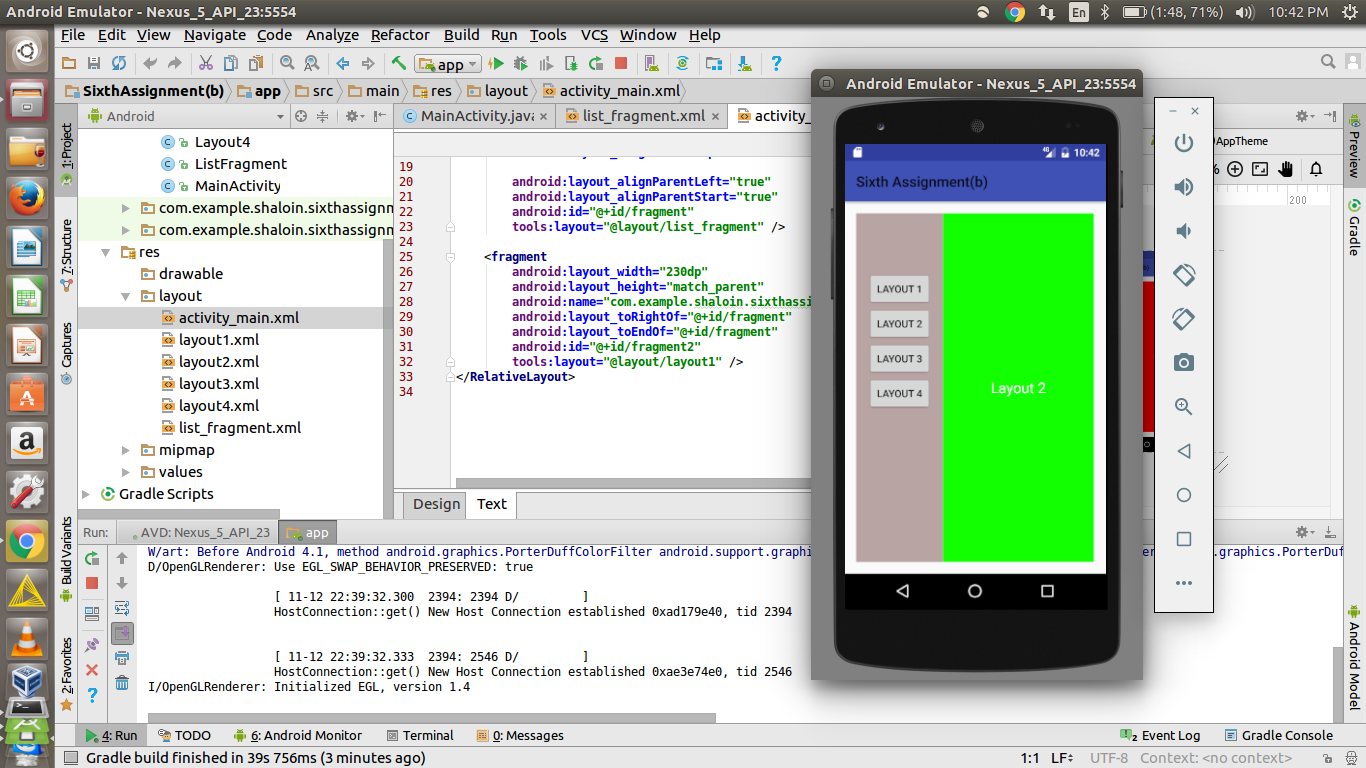 Android Emulator - Nexus_5_API_23:5554
En
(1:48, 71%)
10:42 PM
File Edit View Navigate Code Analyze Refactor Build Run Tools VCS Window Help
app
SixthAssignment(b) app src main res layout activity_main.xml
Android
MainActivity.java
list_fragment.xml
Layout4
ListFragment
MainActivity
com.example.shaloin.sixthassignm
com.example.shaloin.sixthassignm
res
drawable
layout
activity_main.xml
layout1.xml
layout2.xml
layout3.xml
layout4.xml
list_fragment.xml
mipmap
values
Gradle Scripts
1: Project
7: Structure
Captures
Build Variants
2: Favorites
19
20 android:layout_alignParentLeft="true"
21 android:layout_alignParentStart="true"
22 android:id="@+id/fragment"
23 tools:layout="@layout/list_fragment" />
24
25 <fragment
26 android:layout_width="230dp"
27 android:layout_height="match_parent"
28 android:name="com.example.shaloin.sixthassi
29 android:layout_toRightOf="@+id/fragment"
30 android:layout_toEndOf="@+id/fragment"
31 android:id="@+id/fragment2"
32 tools:layout="@layout/layout1" />
33 </RelativeLayout>
34
Design Text
Android Emulator - Nexus_5_API_23:5554
4G
10:42
Sixth Assignment(b)
LAYOUT 1
LAYOUT 2
LAYOUT 3
LAYOUT 4
Layout 2
AppTheme
%
200
Preview
Gradle
Android Model
Run: AVD: Nexus_5_API_23 app
W/art: Before Android 4.1, method android.graphics.PorterDuffColorFilter android.support.graphi
.graphics.PorterDuf
D/OpenGLRenderer: Use EGL_SWAP_BEHAVIOR_PRESERVED: true
[ 11-12 22:39:32.300 2394: 2394 D/ ]
HostConnection::get() New Host Connection established 0xad179e40, tid 2394
[ 11-12 22:39:32.333 2394: 2546 D/ ]
HostConnection::get() New Host Connection established 0xae3e74e0, tid 2546
I/OpenGLRenderer: Initialized EGL, version 1.4
4: Run TODO 6: Android Monitor Terminal 0: Messages
2 Event Log Gradle Console
Gradle build finished in 39s 756ms (3 minutes ago)
1:1 LF UTF-8 Context: <no context>